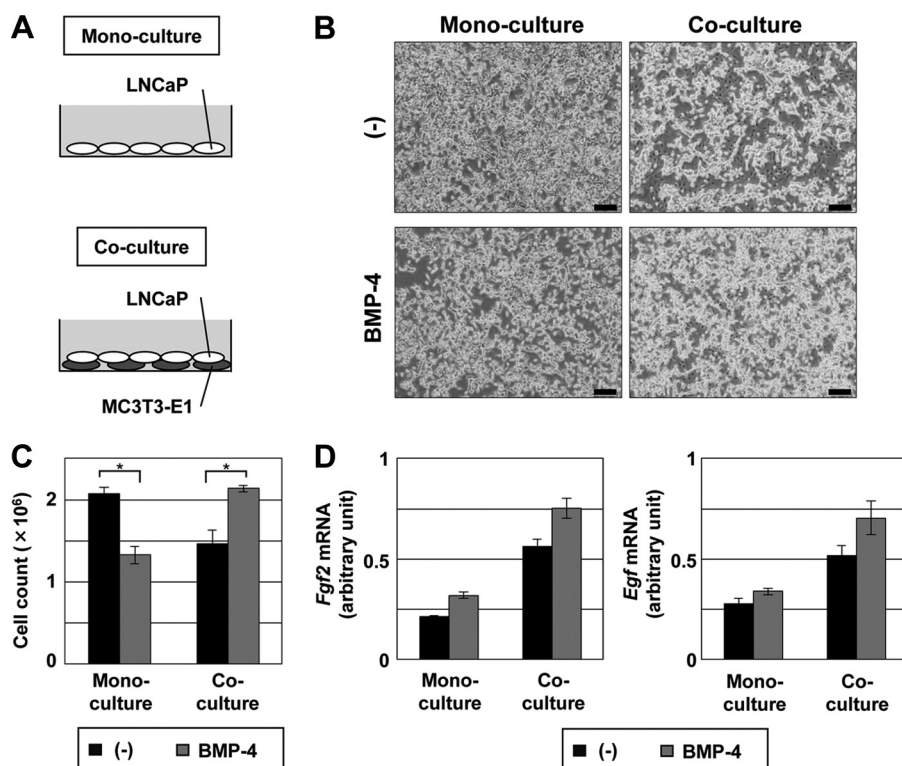 A
Mono-culture
LNCaP
Co-culture
LNCaP
MC3T3-E1
B
Mono-culture Co-culture
(-)
BMP-4
C
Cell count (×10⁶)
2
1
0
* *
Mono-culture
Co-culture
(-) BMP-4
D
Fgf2 mRNA
(arbitrary unit)
1
0.5
0
Mono-culture
Co-culture
Egf mRNA
(arbitrary unit)
1
0.5
0
Mono-culture
Co-culture
(-) BMP-4